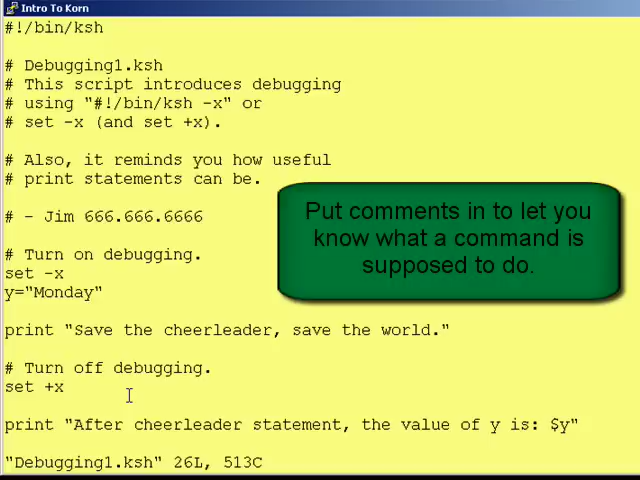 Intro To Korn
#!/bin/ksh
# Debugging1.ksh
# This script introduces debugging
# using "#!/bin/ksh -x" or
# set -x (and set +x).
# Also, it reminds you how useful
# print statements can be.
# - Jim 666.666.6666
Put comments in to let you
know what a command is
supposed to do.
# Turn on debugging.
set -x
y="Monday"
print "Save the cheerleader, save the world."
# Turn off debugging.
set +x
print "After cheerleader statement, the value of y is: $y"
"Debugging1.ksh" 26L, 513C